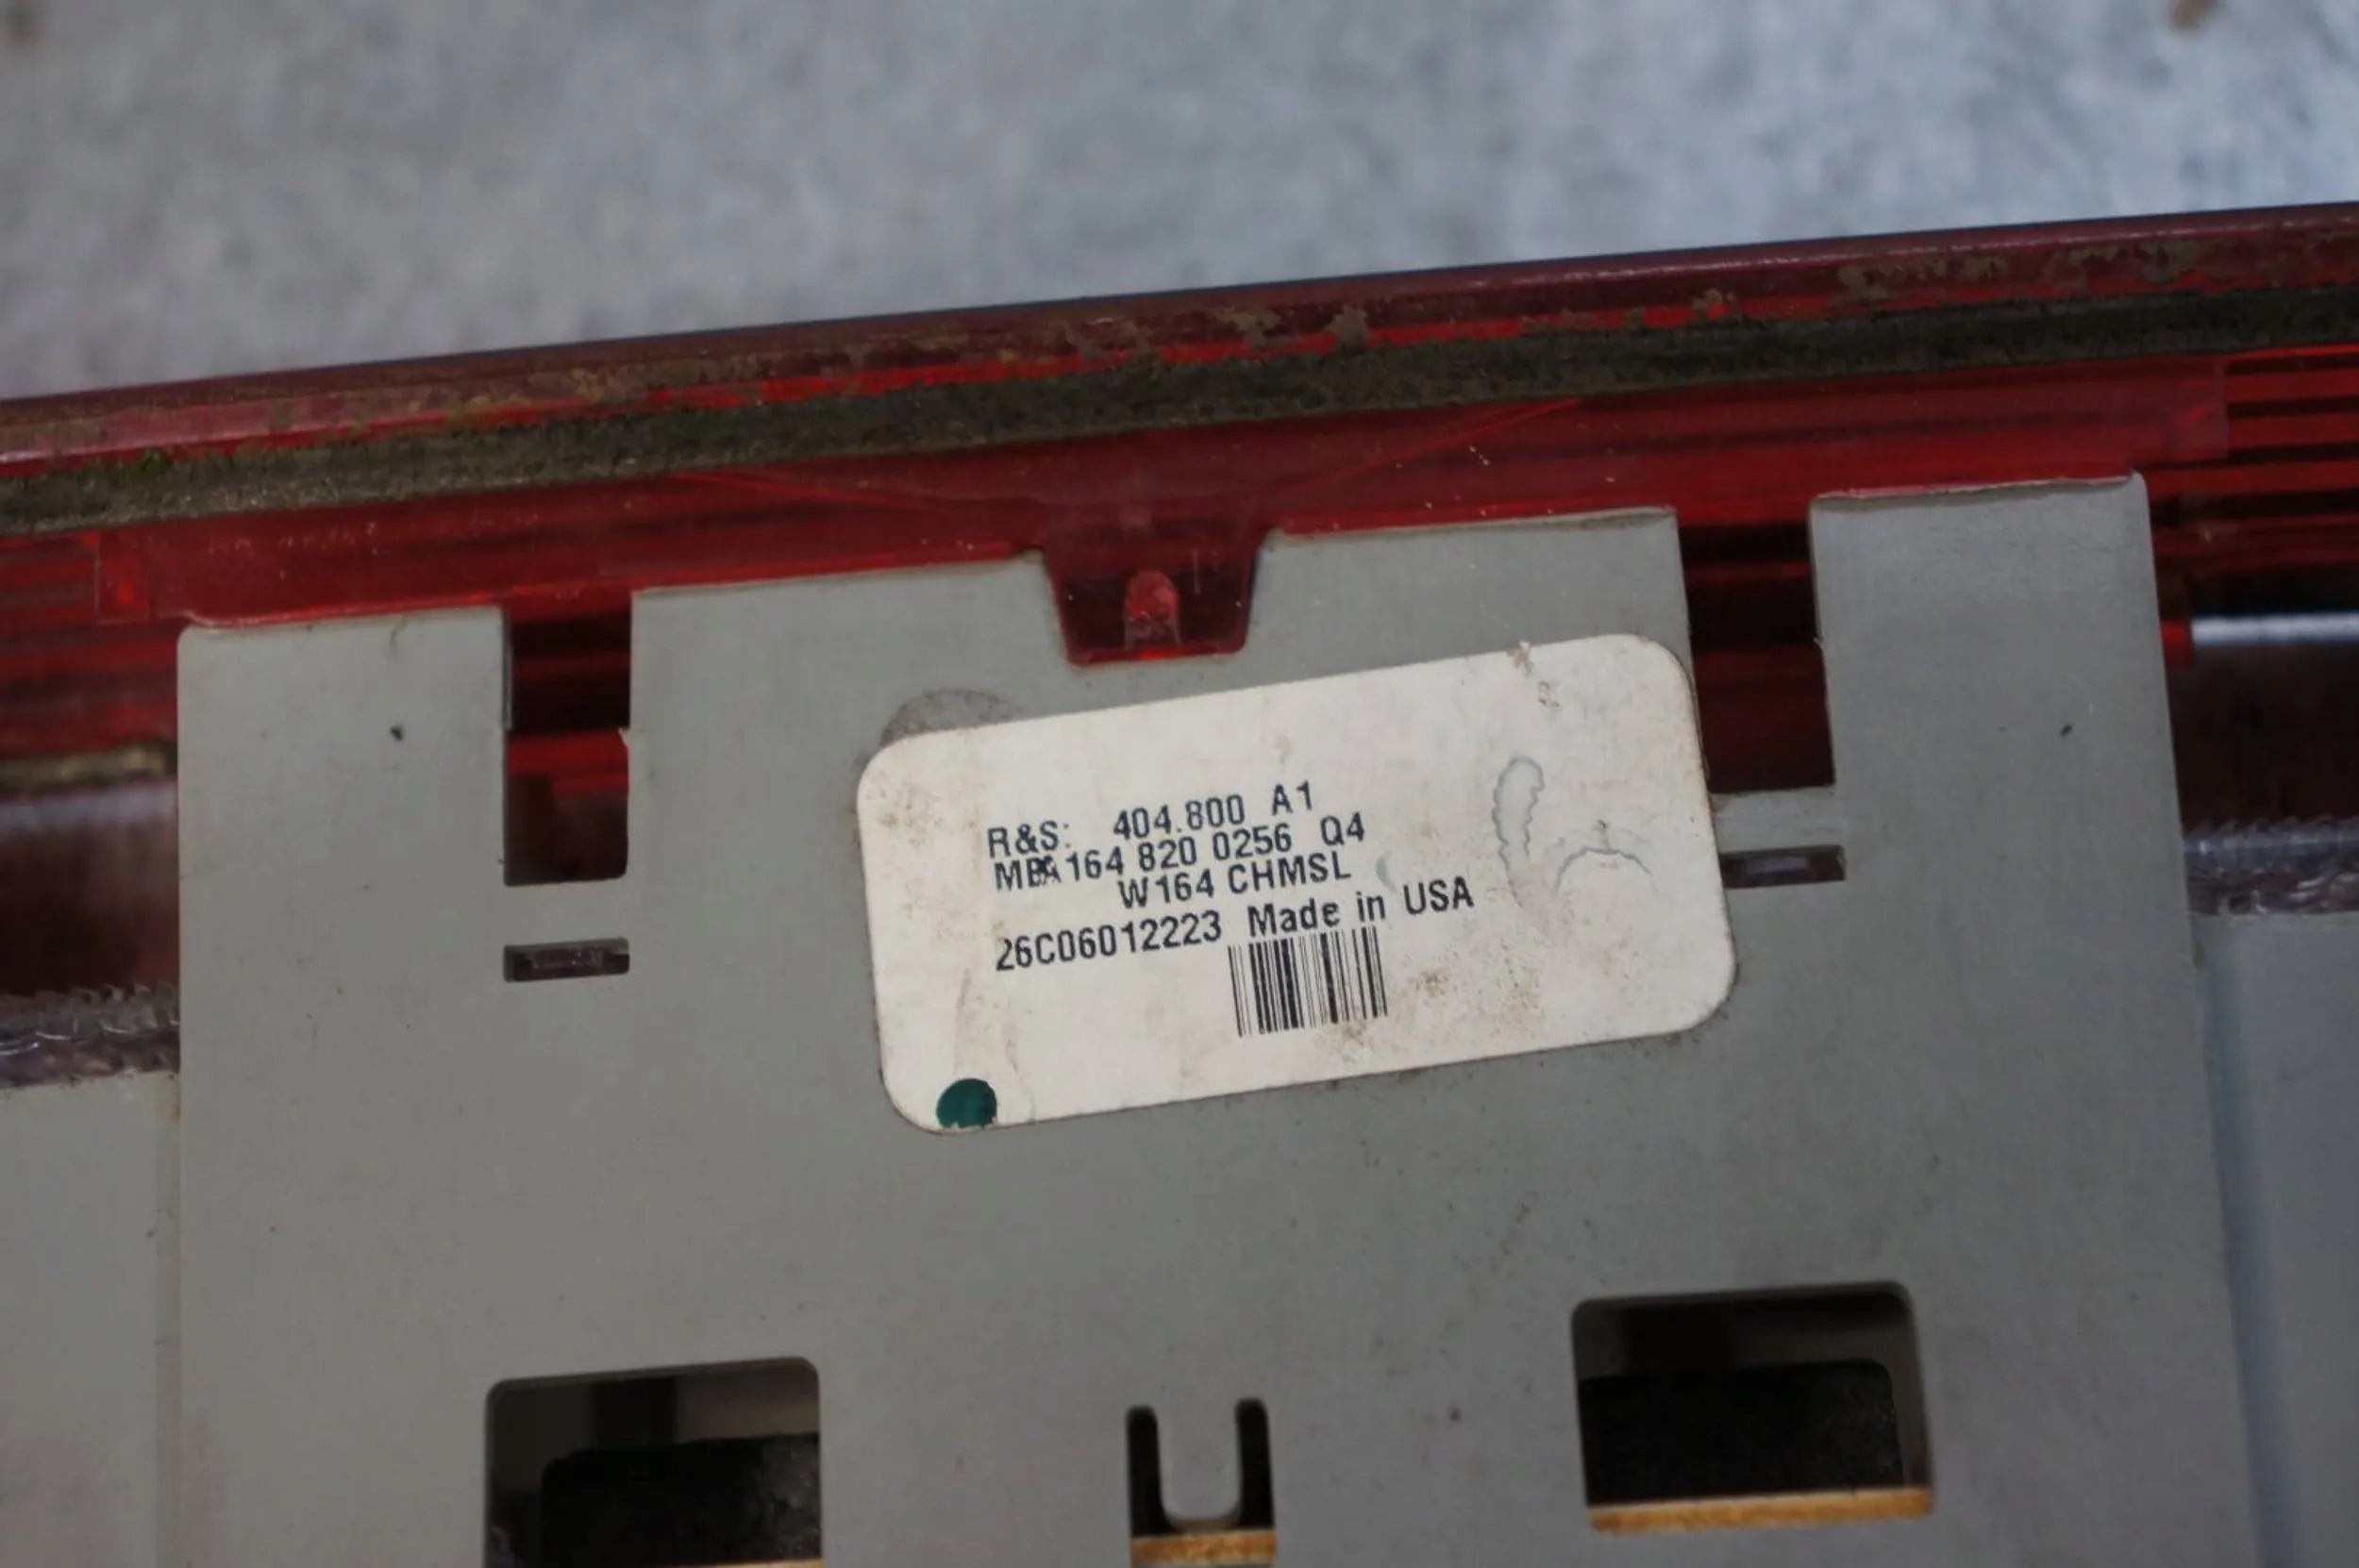 R&S: 404.800 A1
MBA164 820 0256 Q4
W164 CHMSL
26C06012223 Made in USA